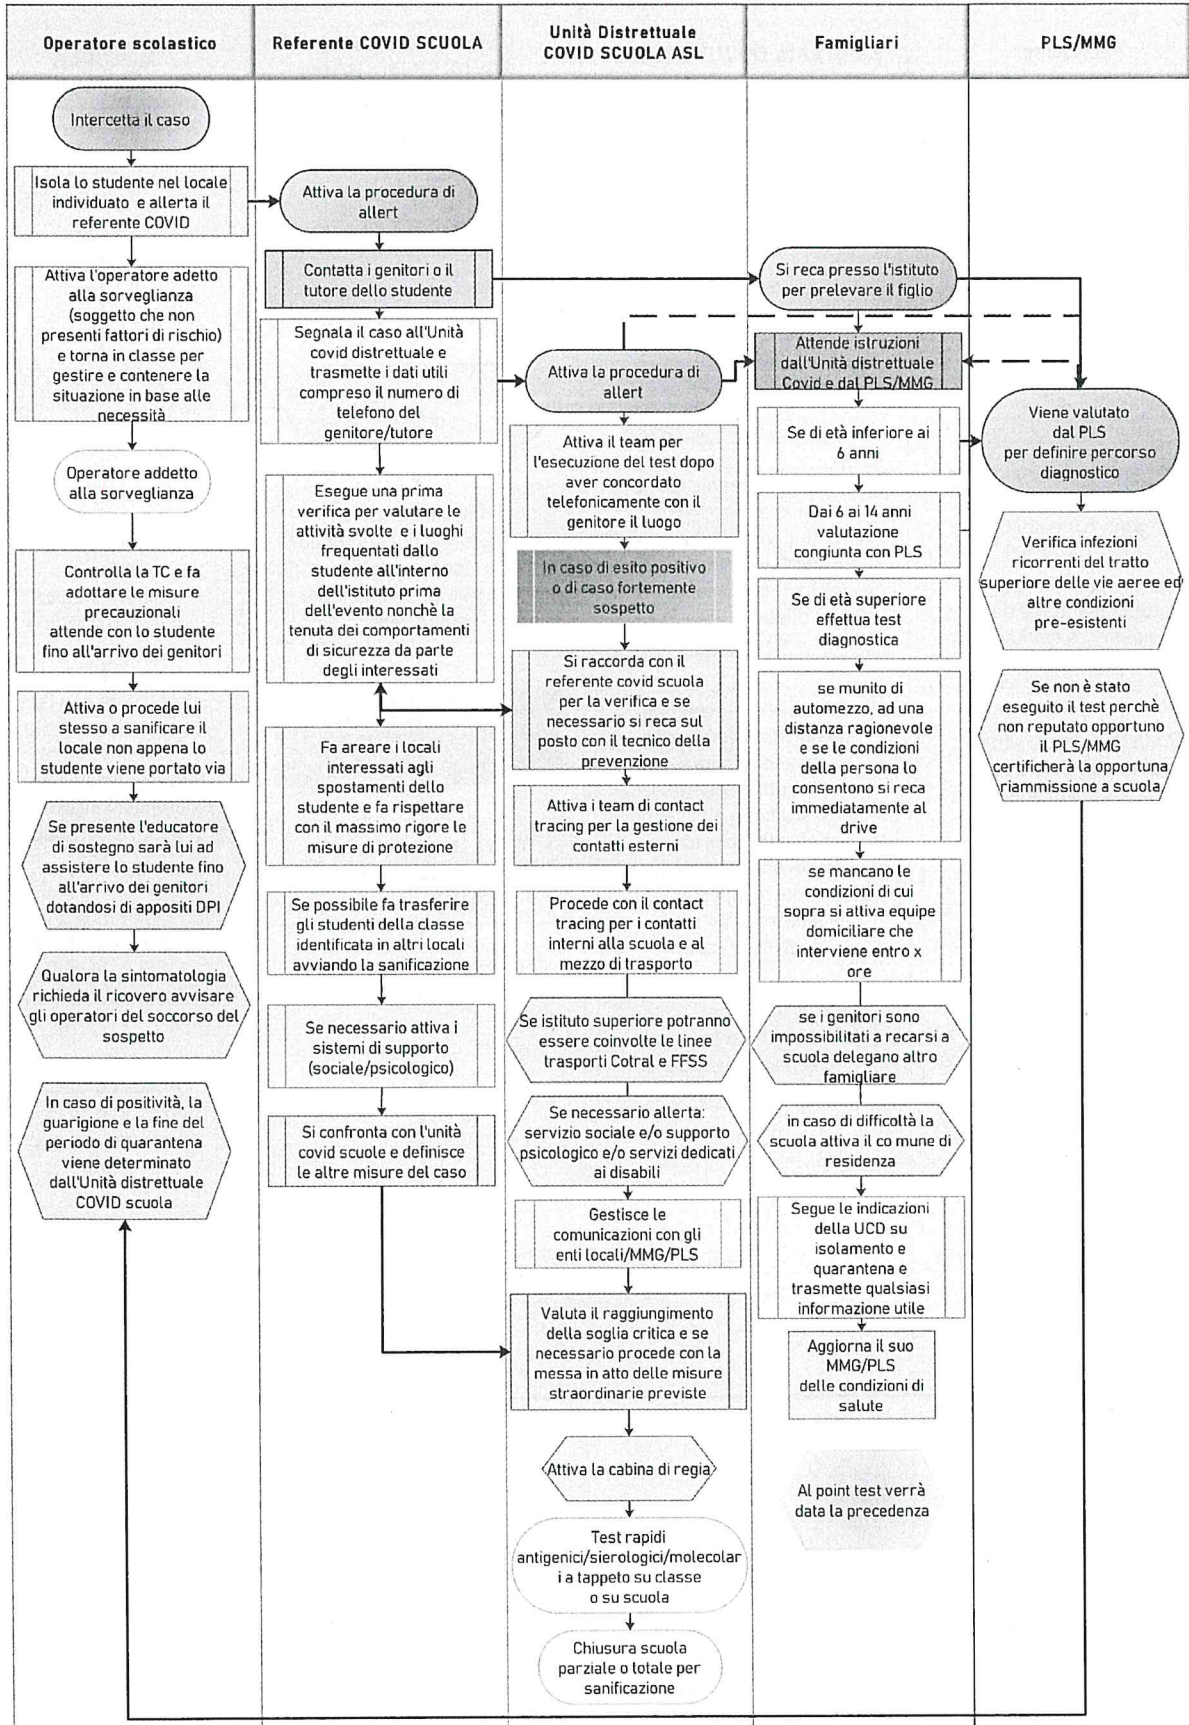 Operatore scolastico
Referente COVID SCUOLA
Unità Distrettuale
COVID SCUOLA ASL
Famigliari
PLS/MMG
Intercetta il caso
Isola lo studente nel locale
individuato e allerta il
referente COVID
Attiva l'operatore adetto
alla sorveglianza
(soggetto che non
presenti fattori di rischio)
e torna in classe per
gestire e contenere la
situazione in base alle
necessità
Operatore addetto
alla sorveglianza
Controlla la TC e fa
adottare le misure
precauzionali
attende con lo studente
fino all'arrivo dei genitori
Attiva o procede lui
stesso a sanificare il
locale non appena lo
studente viene portato via
Se presente l'educatore
di sostegno sarà lui ad
assistere lo studente fino
all'arrivo dei genitori
dotandosi di appositi DPI
Qualora la sintomatologia
richieda il ricovero avvisare
gli operatori del soccorso del
sospetto
In caso di positività, la
guarigione e la fine del
periodo di quarantena
viene determinato
dall'Unità distrettuale
COVID scuola
Attiva la procedura di
allert
Contatta i genitori o il
tutore dello studente
Segnala il caso all'Unità
covid distrettuale e
trasmette i dati utili
compreso il numero di
telefono del
genitore/tutore
Esegue una prima
verifica per valutare le
attività svolte e i luoghi
frequentati dallo
studente all'interno
dell'istituto prima
dell'evento nonchè la
tenuta dei comportamenti
di sicurezza da parte
degli interessati
Fa areare i locali
interessati agli
spostamenti dello
studente e fa rispettare
con il massimo rigore le
misure di protezione
Se possibile fa trasferire
gli studenti della classe
identificata in altri locali
avviando la sanificazione
Se necessario attiva i
sistemi di supporto
(sociale/psicologico)
Si confronta con l'unità
covid scuole e definisce
le altre misure del caso
Attiva la procedura di
allert
Attiva il team per
l'esecuzione del test dopo
aver concordato
telefonicamente con il
genitore il luogo
In caso di esito positivo
o di caso fortemente
sospetto
Si raccorda con il
referente covid scuola
per la verifica e se
necessario si reca sul
posto con il tecnico della
prevenzione
Attiva i team di contact
tracing per la gestione dei
contatti esterni
Procede con il contact
tracing per i contatti
interni alla scuola e al
mezzo di trasporto
Se istituto superiore potranno
essere coinvolte le linee
trasporti Cotral e FFSS
Se necessario allerta:
servizio sociale e/o supporto
psicologico e/o servizi dedicati
ai disabili
Gestisce le
comunicazioni con gli
enti locali/MMG/PLS
Valuta il raggiungimento
della soglia critica e se
necessario procede con la
messa in atto delle misure
straordinarie previste
Attiva la cabina di regia
Test rapidi
antigenici/sierologici/molecolar
i a tappeto su classe
o su scuola
Chiusura scuola
parziale o totale per
sanificazione
Si reca presso l'istituto
per prelevare il figlio
Attende istruzioni
dall'Unità distrettuale
Covid e dal PLS/MMG
Se di età inferiore ai
6 anni
Dai 6 ai 14 anni
valutazione
congiunta con PLS
Se di età superiore
effettua test
diagnostica
se munito di
automezzo, ad una
distanza ragionevole
e se le condizioni
della persona lo
consentono si reca
immediatamente al
drive
se mancano le
condizioni di cui
sopra si attiva equipe
domiciliare che
interviene entro x
ore
se i genitori sono
impossibilitati a recarsi a
scuola delegano altro
famigliare
in caso di difficoltà la
scuola attiva il co mune di
residenza
Segue le indicazioni
della UCD su
isolamento e
quarantena e
trasmette qualsiasi
informazione utile
Aggiorna il suo
MMG/PLS
delle condizioni di
salute
Al point test verrà
data la precedenza
Viene valutato
dal PLS
per definire percorso
diagnostico
Verifica infezioni
ricorrenti del tratto
superiore delle vie aeree ed
altre condizioni
pre-esistenti
Se non è stato
eseguito il test perchè
non reputato opportuno
il PLS/MMG
certificherà la opportuna
riammissione a scuola